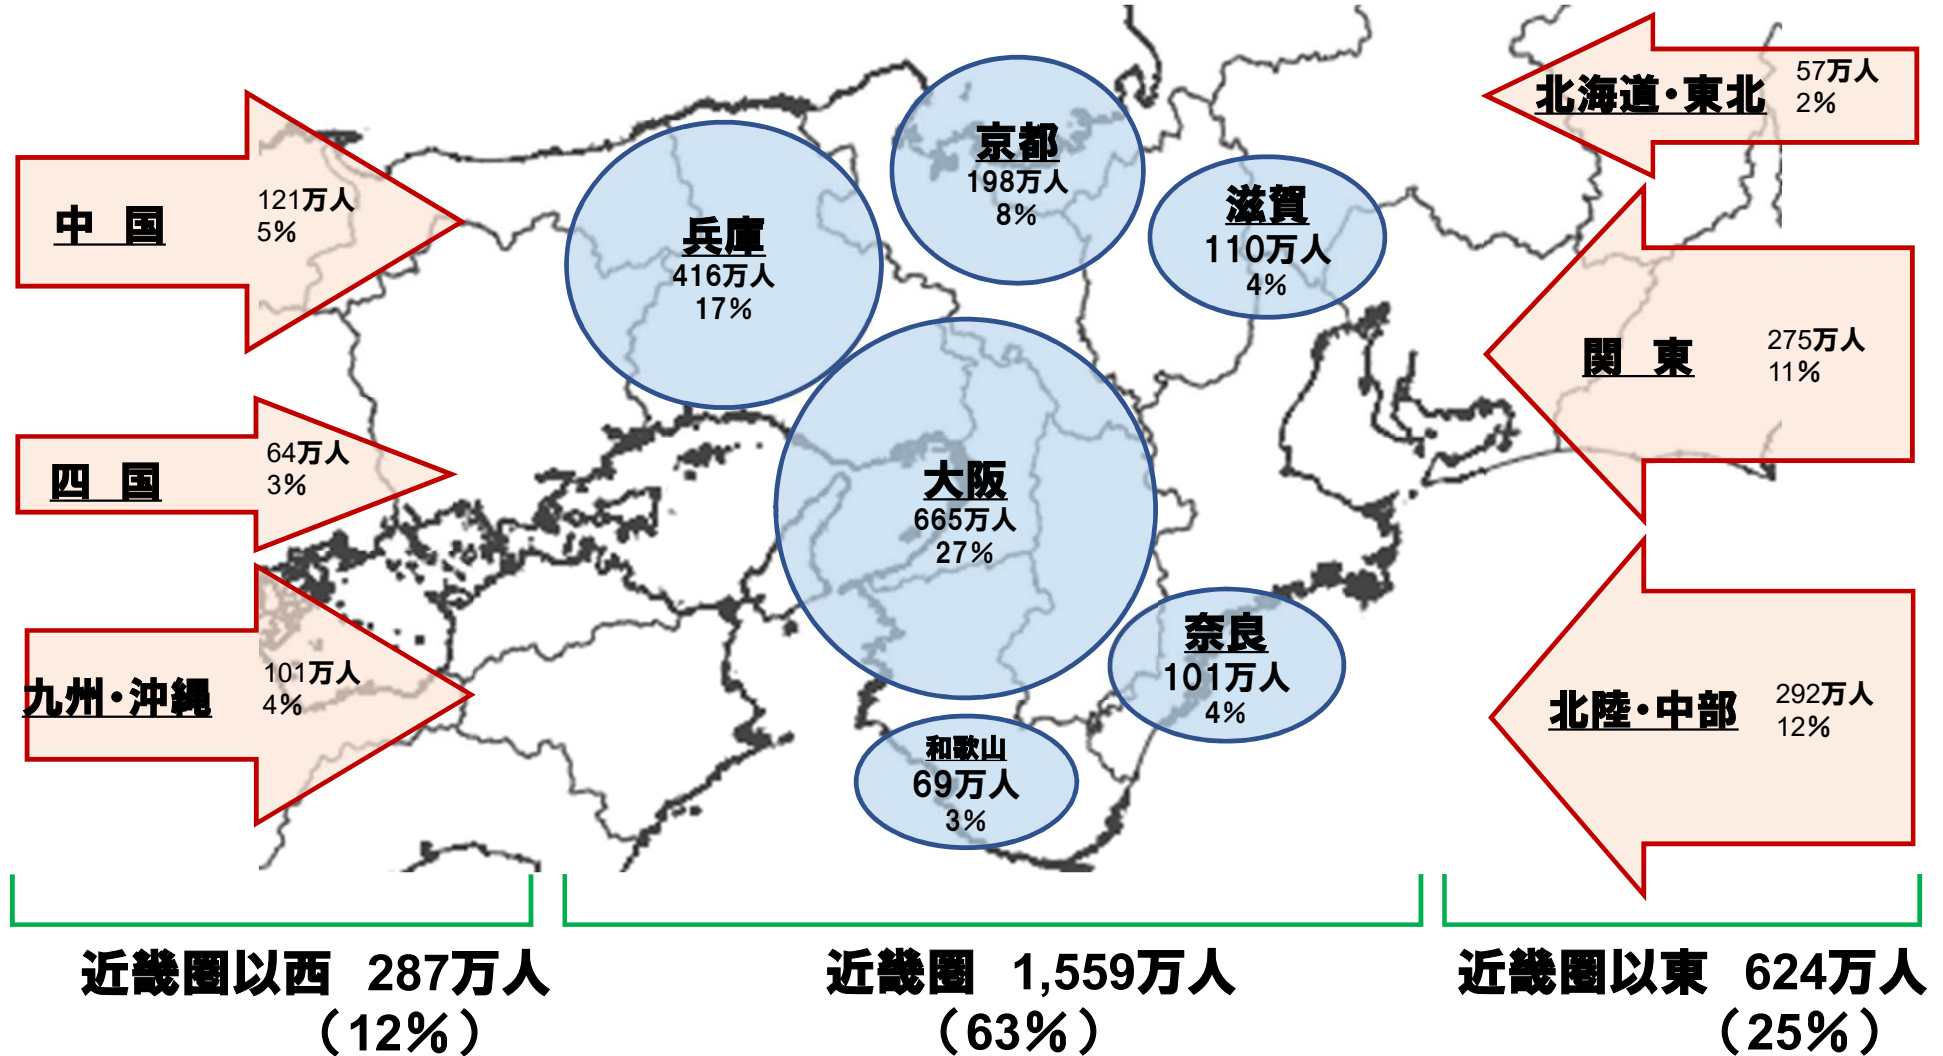 中　国
121万人
5%
四　国
64万人
3%
九州・沖縄
101万人
4%
兵庫
416万人
17%
京都
198万人
8%
滋賀
110万人
4%
大阪
665万人
27%
奈良
101万人
4%
和歌山
69万人
3%
北海道・東北
57万人
2%
関　東
275万人
11%
北陸・中部
292万人
12%
近畿圏以西　287万人
（12%）
近畿圏　1,559万人
（63%）
近畿圏以東　624万人
（25%）